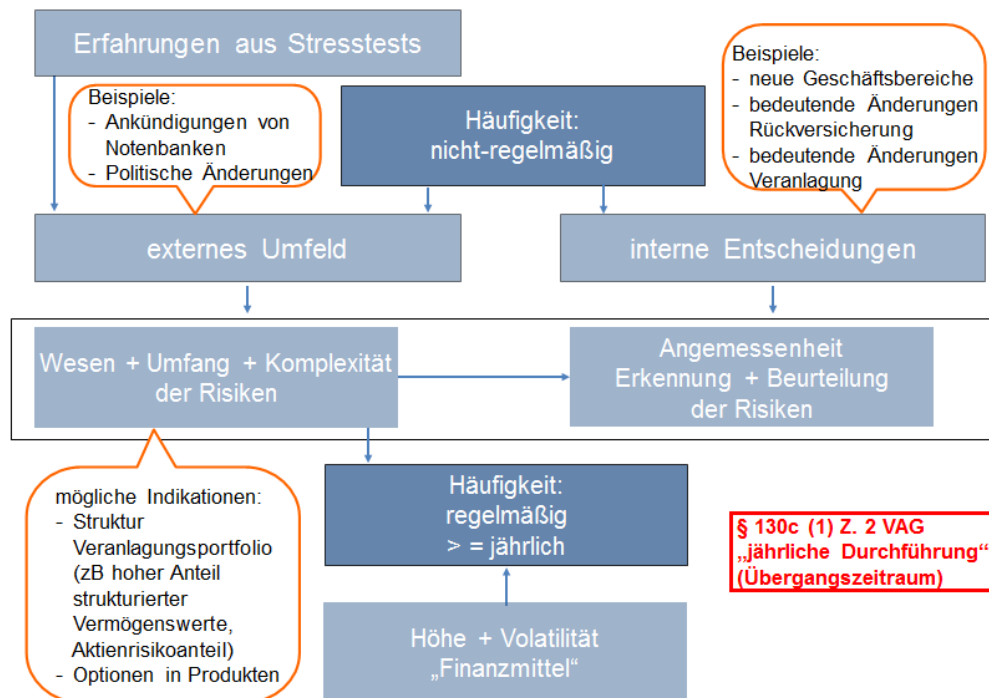 Erfahrungen aus Stresstests
Beispiele:
- Ankündigungen von
Notenbanken
- Politische Änderungen
Häufigkeit:
nicht-regelmäßig
Beispiele:
- neue Geschäftsbereiche
- bedeutende Änderungen
Rückversicherung
- bedeutende Änderungen
Veranlagung
externes Umfeld
interne Entscheidungen
Wesen + Umfang + Komplexität
der Risiken
Angemessenheit
Erkennung + Beurteilung
der Risiken
mögliche Indikationen:
- Struktur
Veranlagungsportfolio
(zB hoher Anteil
strukturierter
Vermögenswerte,
Aktienrisikoanteil)
- Optionen in Produkten
Häufigkeit:
regelmäßig
> = jährlich
§ 130c (1) Z. 2 VAG
„jährliche Durchführung“
(Übergangszeitraum)
Höhe + Volatilität
„Finanzmittel“